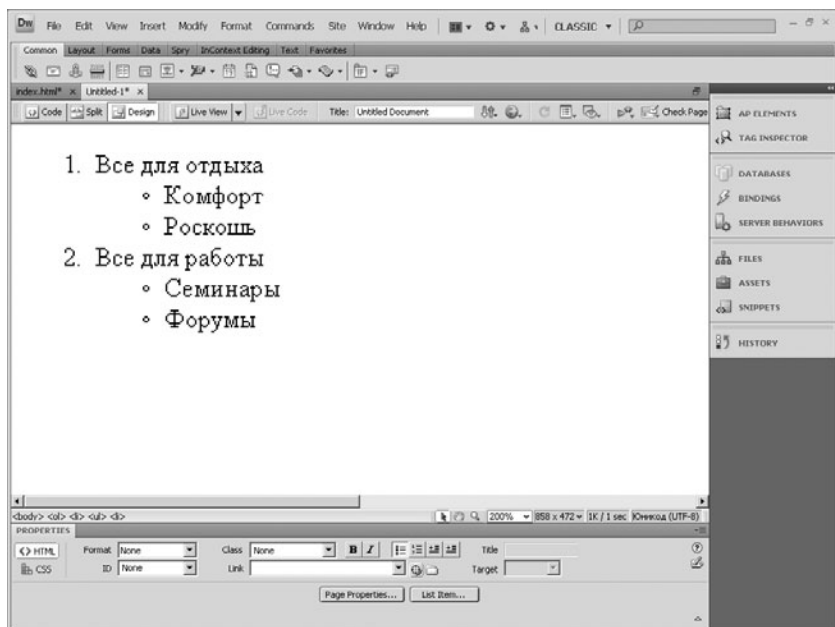 Dw File Edit View Insert Modify Format Commands Site Window Help CLASSIC
Common Layout Forms Data Spry InContext Editing Text Favorites
index.html* × Untitled-1* ×
Code Split Design Live View Live Code Title: Untitled Document Check Page
1. Все для отдыха
Комфорт
Роскошь
2. Все для работы
Семинары
Форумы
AP ELEMENTS
TAG INSPECTOR
DATABASES
BINDINGS
SERVER BEHAVIORS
FILES
ASSETS
SNIPPETS
HISTORY
<body> <ol> <li> <ul> <li> 200% 858 x 472 1K / 1 sec Юникод (UTF-8)
PROPERTIES
<> HTML Format None Class None B I Title
CSS ID None Link Target
Page Properties... List Item...